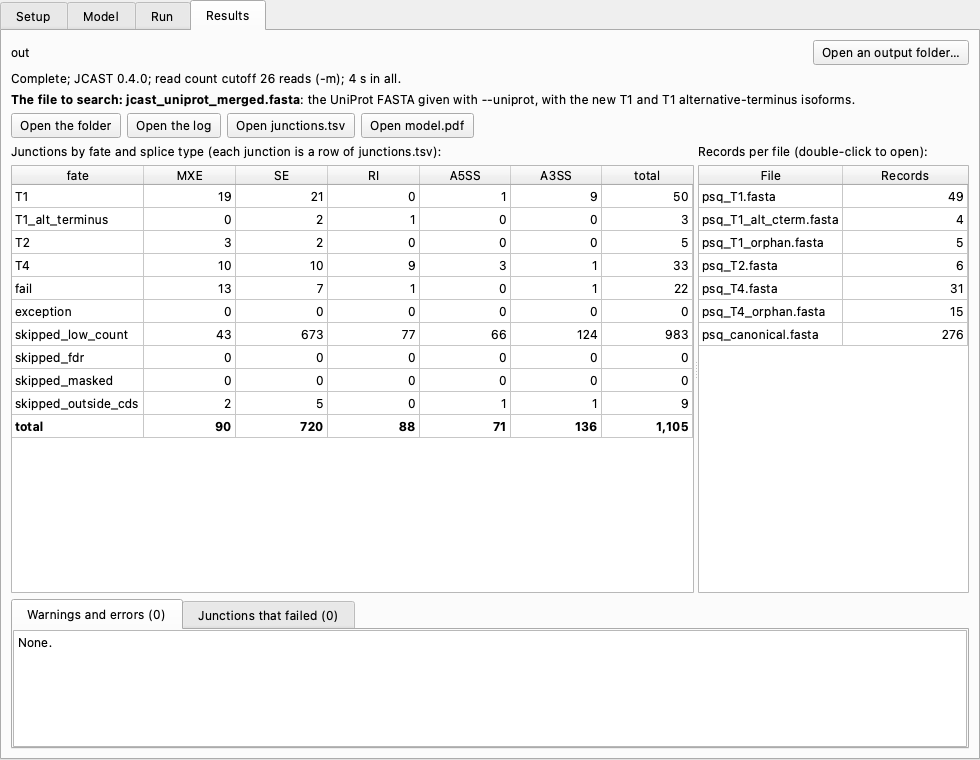 Setup Model Run Results
out Open an output folder...
Complete; JCAST 0.4.0; read count cutoff 26 reads (-m); 4 s in all.
The file to search: jcast_uniprot_merged.fasta: the UniProt FASTA given with --uniprot, with the new T1 and T1 alternative-terminus isoforms.
Open the folder Open the log Open junctions.tsv Open model.pdf
Junctions by fate and splice type (each junction is a row of junctions.tsv):
fate MXE SE RI A5SS A3SS total
T1 19 21 0 1 9 50
T1_alt_terminus 0 2 1 0 0 3
T2 3 2 0 0 0 5
T4 10 10 9 3 1 33
fail 13 7 1 0 1 22
exception 0 0 0 0 0 0
skipped_low_count 43 673 77 66 124 983
skipped_fdr 0 0 0 0 0 0
skipped_masked 0 0 0 0 0 0
skipped_outside_cds 2 5 0 1 1 9
total 90 720 88 71 136 1,105
Records per file (double-click to open):
File Records
psq_T1.fasta 49
psq_T1_alt_cterm.fasta 4
psq_T1_orphan.fasta 5
psq_T2.fasta 6
psq_T4.fasta 31
psq_T4_orphan.fasta 15
psq_canonical.fasta 276
Warnings and errors (0) Junctions that failed (0)
None.